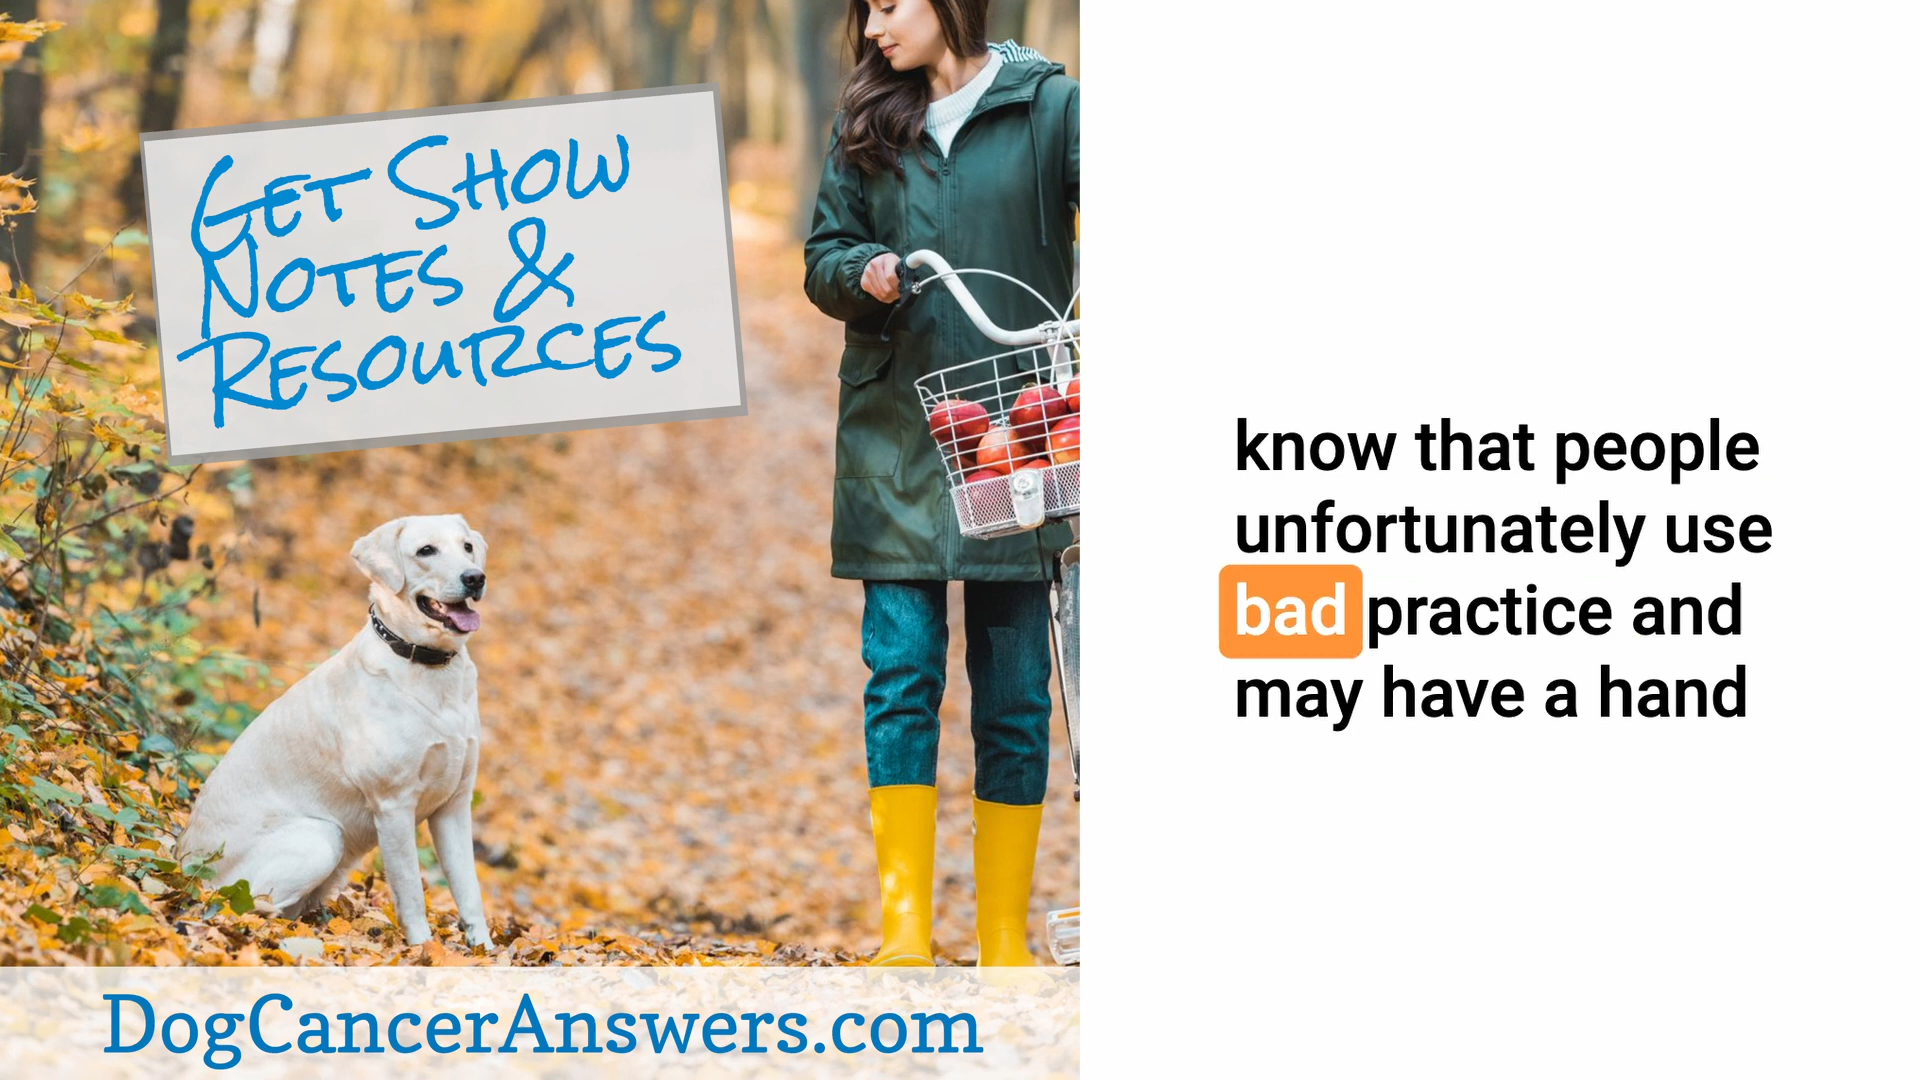 Get Show
Notes &
Resources
DogCancerAnswers.com
know that people
unfortunately use
bad practice and
may have a hand